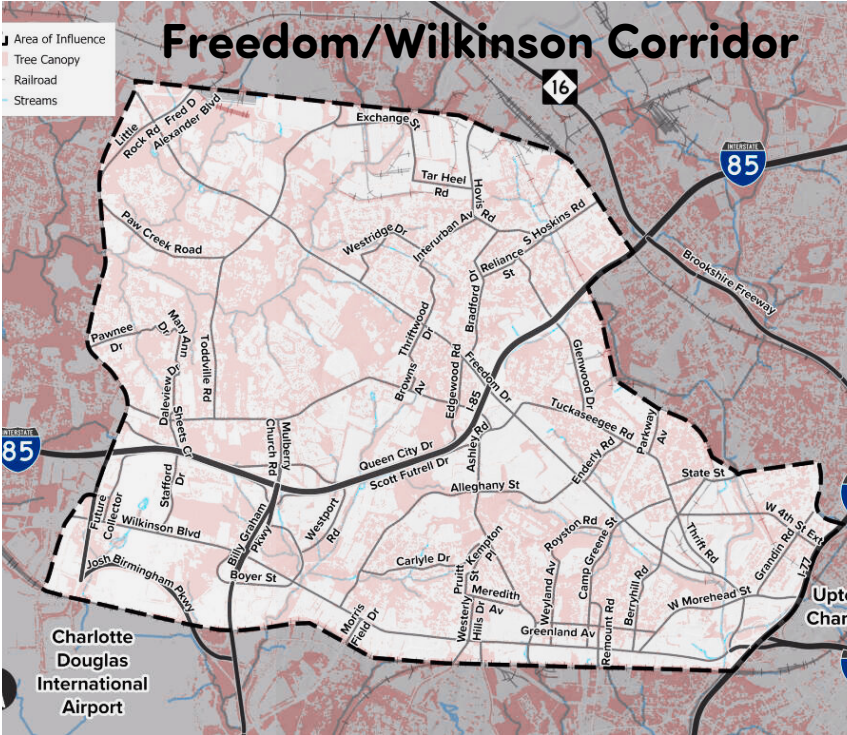 Freedom/Wilkinson Corridor
Area of Influence
Tree Canopy
Railroad
Streams
16
INTERSTATE
85
Little
Rock Rd
Fred D
Alexander Blvd
Exchange St
Tar Heel
Rd
Hovis
Rd
Paw Creek Road
Westridge Dr
Interurban Av
S Hoskins Rd
Reliance
St
Brookshire Freeway
Bradford Dr
Thriftwood
Dr
Pawnee
Dr
Mary Ann
Dr
Toddville Rd
Daleview Dr
Browns
Av
Edgewood Rd
Freedom Dr
I-85
Glenwood Dr
Tuckaseegee Rd
Parkway
Av
Sheets Cr
Mulberry
Church Rd
INTERSTATE
85
Queen City Dr
Scott Futrell Dr
Ashley Rd
Enderly Rd
State St
Alleghany St
Stafford
Dr
Future
Collector
Wilkinson Blvd
Billy Graham
Pkwy
Westport
Rd
Royston Rd
Camp Greene St
Thrift Rd
W 4th St Ext
Grandin Rd
I-77
Josh Birmingham Pkwy
Boyer St
Carlyle Dr
Kempton
Pl
Pruitt
St
Meredith
Av
Weyland Av
Berryhill Rd
W Morehead St
Upto
Char
Morris
Field Dr
Westerly
Hills Dr
Greenland Av
Remount Rd
Charlotte
Douglas
International
Airport